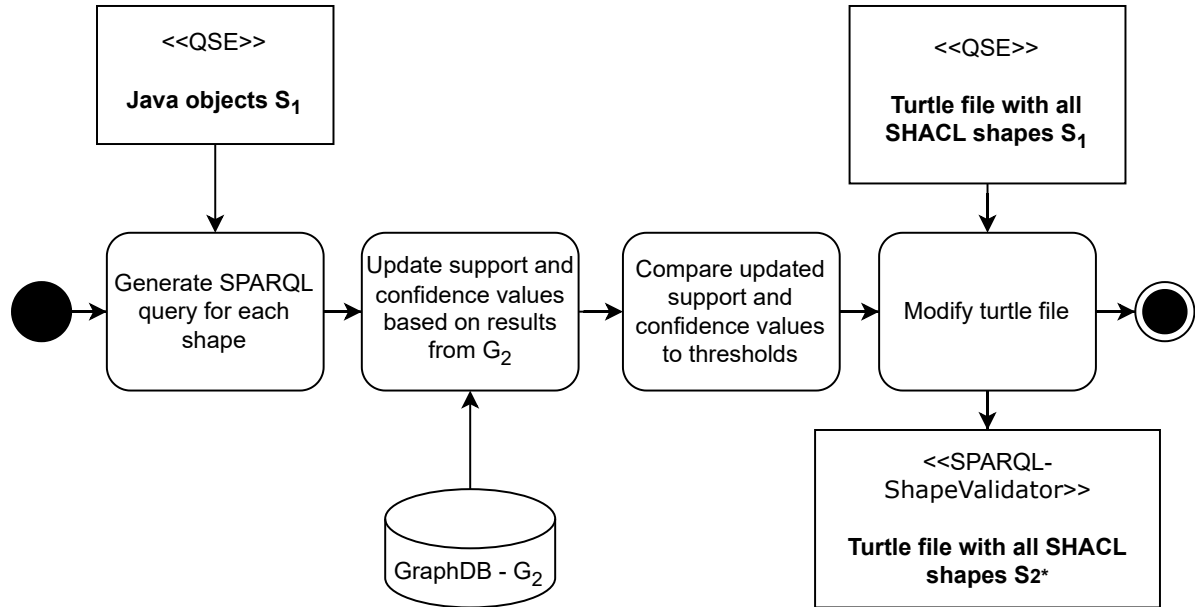 <<QSE>>
Java objects S₁
<<QSE>>
Turtle file with all
SHACL shapes S₁
Generate SPARQL
query for each
shape
Update support and
confidence values
based on results
from G₂
Compare updated
support and
confidence values
to thresholds
Modify turtle file
GraphDB - G₂
<<SPARQL-
ShapeValidator>>
Turtle file with all SHACL
shapes S2*